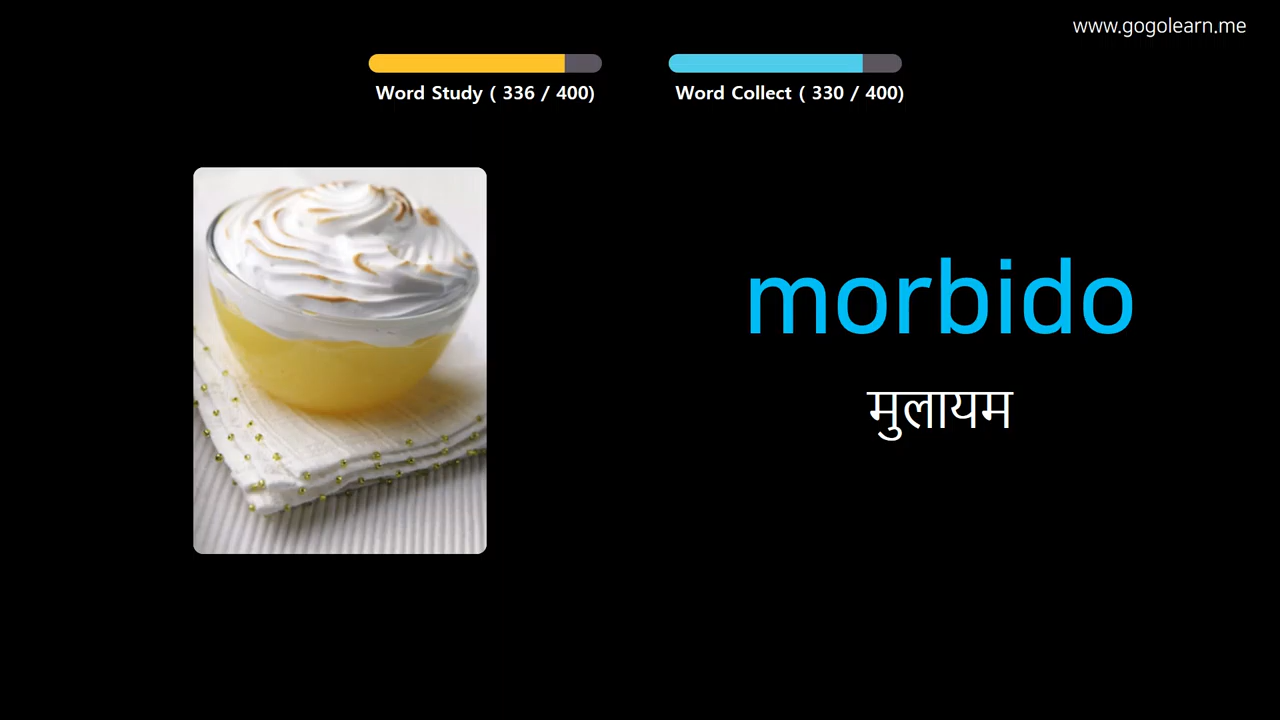 www.gogolearn.me
Word Study ( 336 / 400)
Word Collect ( 330 / 400)
morbido
मुलायम